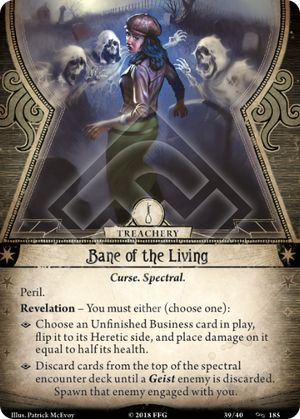 TREACHERY
Bane of the Living
Curse. Spectral.
Peril.
Revelation – You must either (choose one):
Choose an Unfinished Business card in play,
flip it to its Heretic side, and place damage on it
equal to half its health.
Discard cards from the top of the spectral
encounter deck until a Geist enemy is discarded.
Spawn that enemy engaged with you.
Illus. Patrick McEvoy
© 2018 FFG
39/40
185